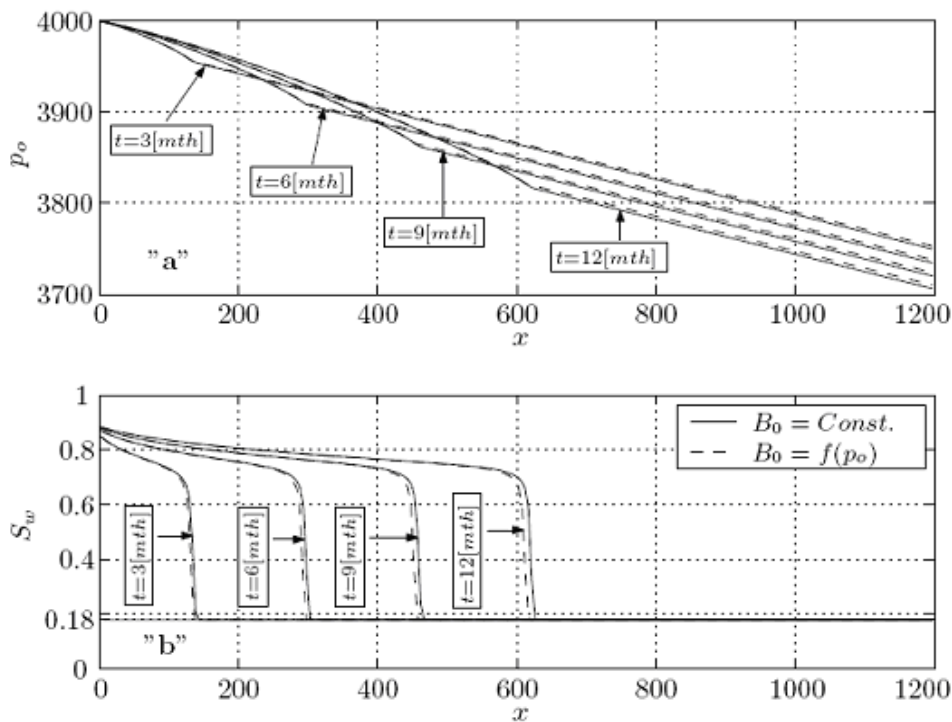 4000
3900
3800
3700
p_o
t=3[mth]
t=6[mth]
t=9[mth]
t=12[mth]
"a"
0 200 400 600 800 1000 1200
x
1
0.8
0.6
0.4
0.18
0
S_w
B_0 = Const.
B_0 = f(p_o)
t=3[mth]
t=6[mth]
t=9[mth]
t=12[mth]
"b"
0 200 400 600 800 1000 1200
x